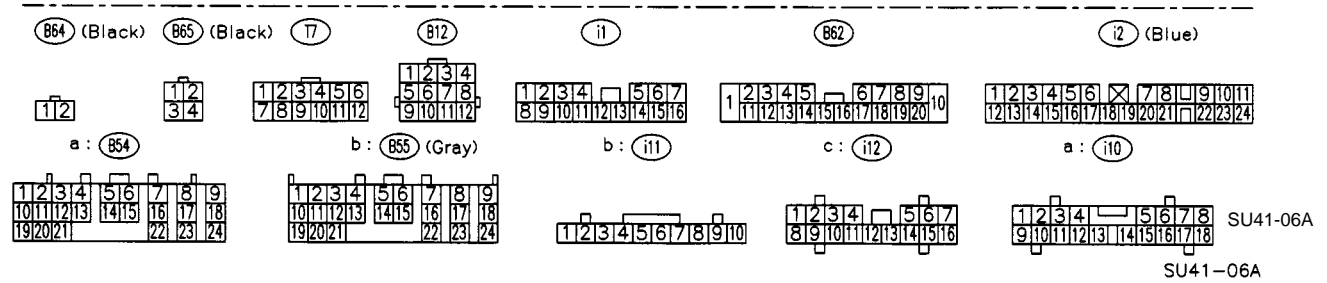 B64 (Black) B65 (Black) T7 B12 i1 B62 i2 (Blue)
1 2 3 4
1 2 1 2 3 4 5 6 5 6 7 8 1 2 3 4 5 6 7 1 2 3 4 5 6 7 8 9 10 1 2 3 4 5 6 7 8 9 10 11
1 2 3 4 7 8 9 10 11 12 9 10 11 12 8 9 10 11 12 13 14 15 16 11 12 13 14 15 16 17 18 19 20 12 13 14 15 16 17 18 19 20 21 22 23 24
a : B54 b : B55 (Gray) b : i11 c : i12 a : i10
1 2 3 4 5 6 7 8 9 1 2 3 4 5 6 7 8 9 1 2 3 4 5 6 7 1 2 3 4 5 6 7 8
10 11 12 13 14 15 16 17 18 10 11 12 13 14 15 16 17 18 1 2 3 4 5 6 7 8 9 10 8 9 10 11 12 13 14 15 16 9 10 11 12 13 14 15 16 17 18 SU41-06A
19 20 21 22 23 24 19 20 21 22 23 24
SU41-06A